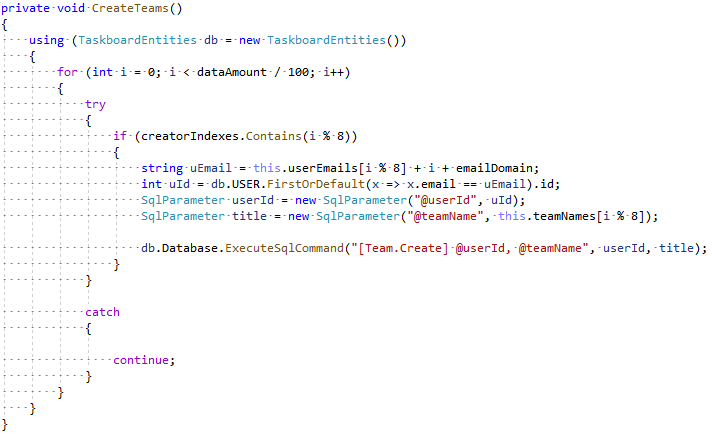 private void CreateTeams()
{
    using (TaskboardEntities db = new TaskboardEntities())
    {
        for (int i = 0; i < dataAmount / 100; i++)
        {
            try
            {
                if (creatorIndexes.Contains(i % 8))
                {
                    string uEmail = this.userEmails[i % 8] + i + emailDomain;
                    int uId = db.USER.FirstOrDefault(x => x.email == uEmail).id;
                    SqlParameter userId = new SqlParameter("@userId", uId);
                    SqlParameter title = new SqlParameter("@teamName", this.teamNames[i % 8]);

                    db.Database.ExecuteSqlCommand("[Team.Create] @userId, @teamName", userId, title);
                }
            }

            catch
            {

                continue;
            }
        }
    }
}